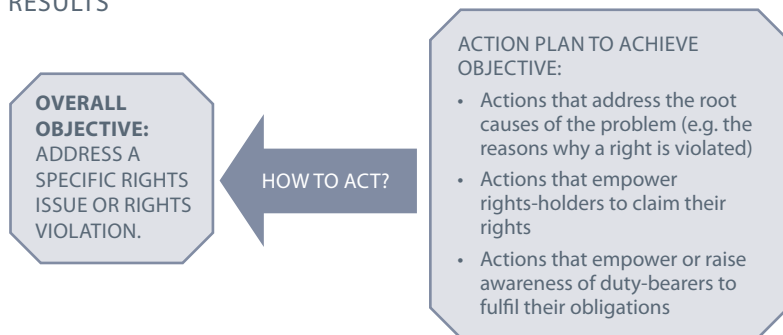 RESULTS
OVERALL
OBJECTIVE:
ADDRESS A
SPECIFIC RIGHTS
ISSUE OR RIGHTS
VIOLATION.
HOW TO ACT?
ACTION PLAN TO ACHIEVE
OBJECTIVE:
• Actions that address the root
causes of the problem (e.g. the
reasons why a right is violated)
• Actions that empower
rights-holders to claim their
rights
• Actions that empower or raise
awareness of duty-bearers to
fulfil their obligations